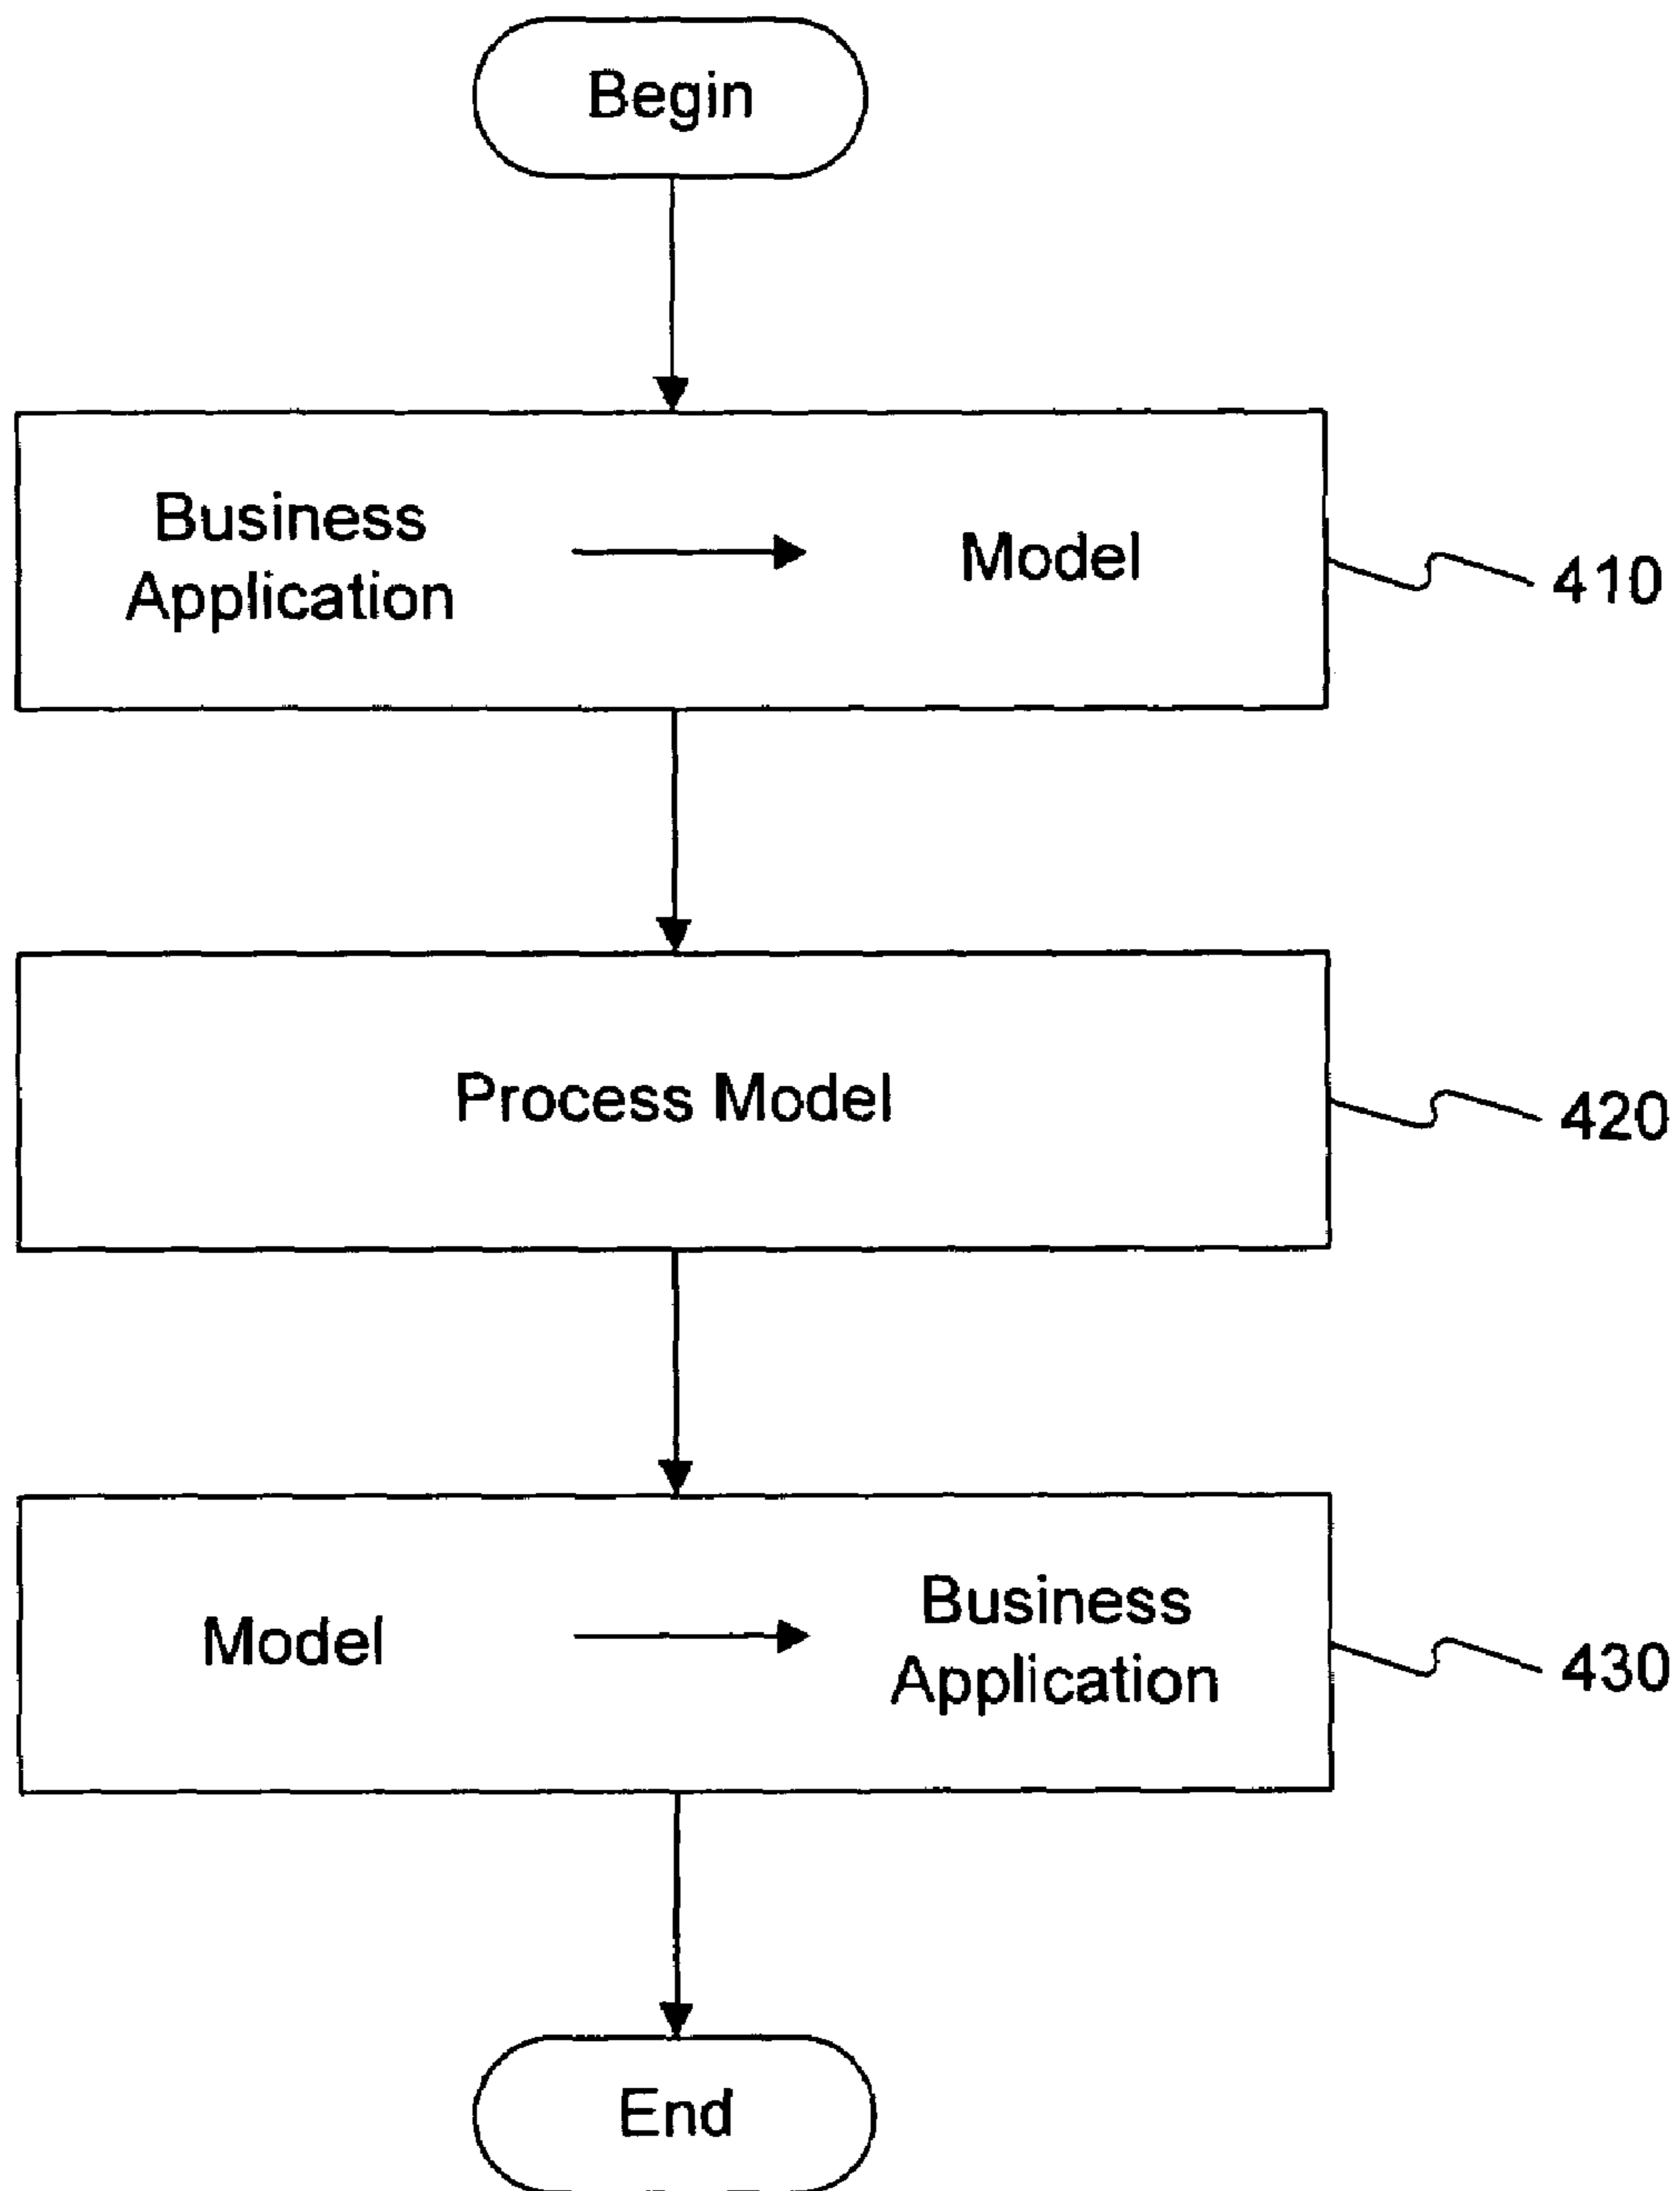 Begin
Business
Application
Model
410
Process Model
420
Model
Business
Application
430
End